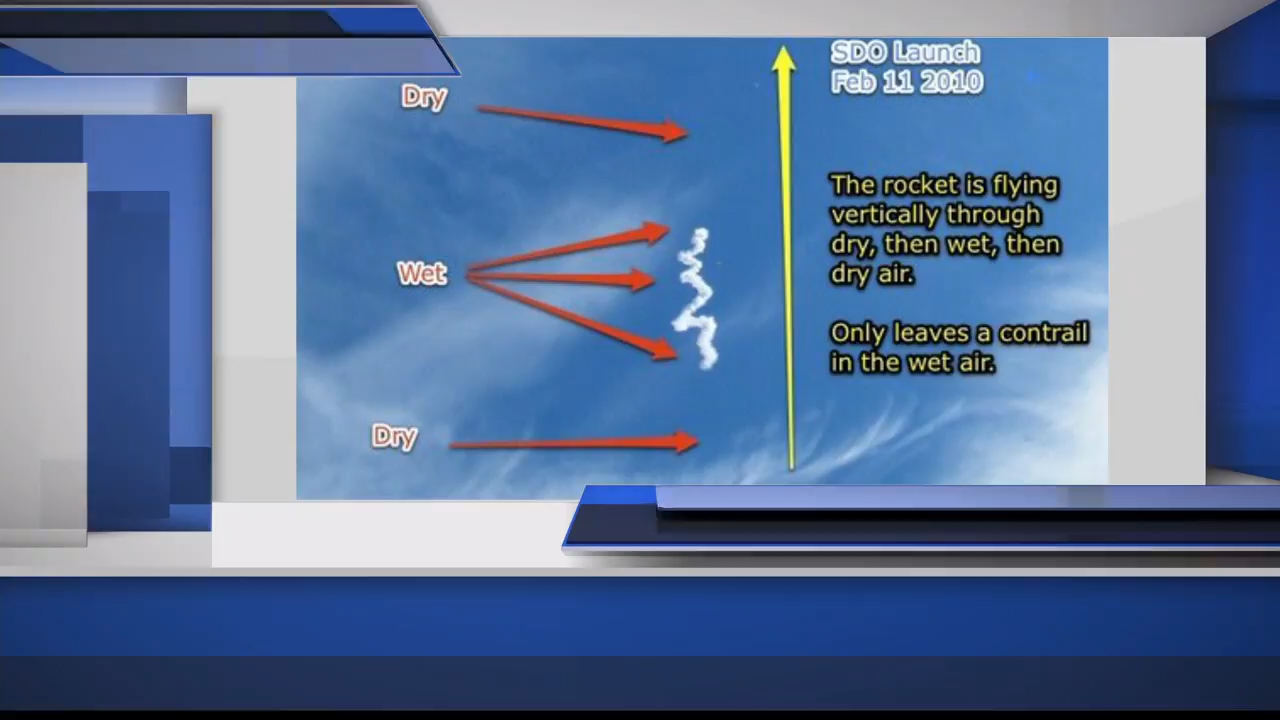 SDO Launch
Feb 11 2010
Dry
The rocket is flying
vertically through
dry, then wet, then
dry air.
Wet
Only leaves a contrail
in the wet air.
Dry